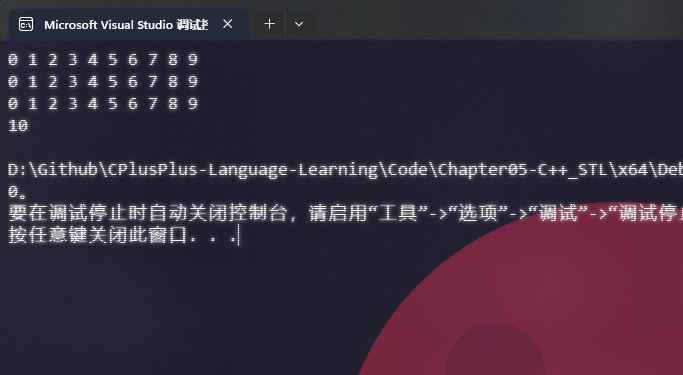 Microsoft Visual Studio 调试
0 1 2 3 4 5 6 7 8 9
0 1 2 3 4 5 6 7 8 9
0 1 2 3 4 5 6 7 8 9
10
D:\Github\CPlusPlus-Language-Learning\Code\Chapter05-C++_STL\x64\Deb
0。
要在调试停止时自动关闭控制台，请启用“工具”->“选项”->“调试”->“调试停
按任意键关闭此窗口. . .